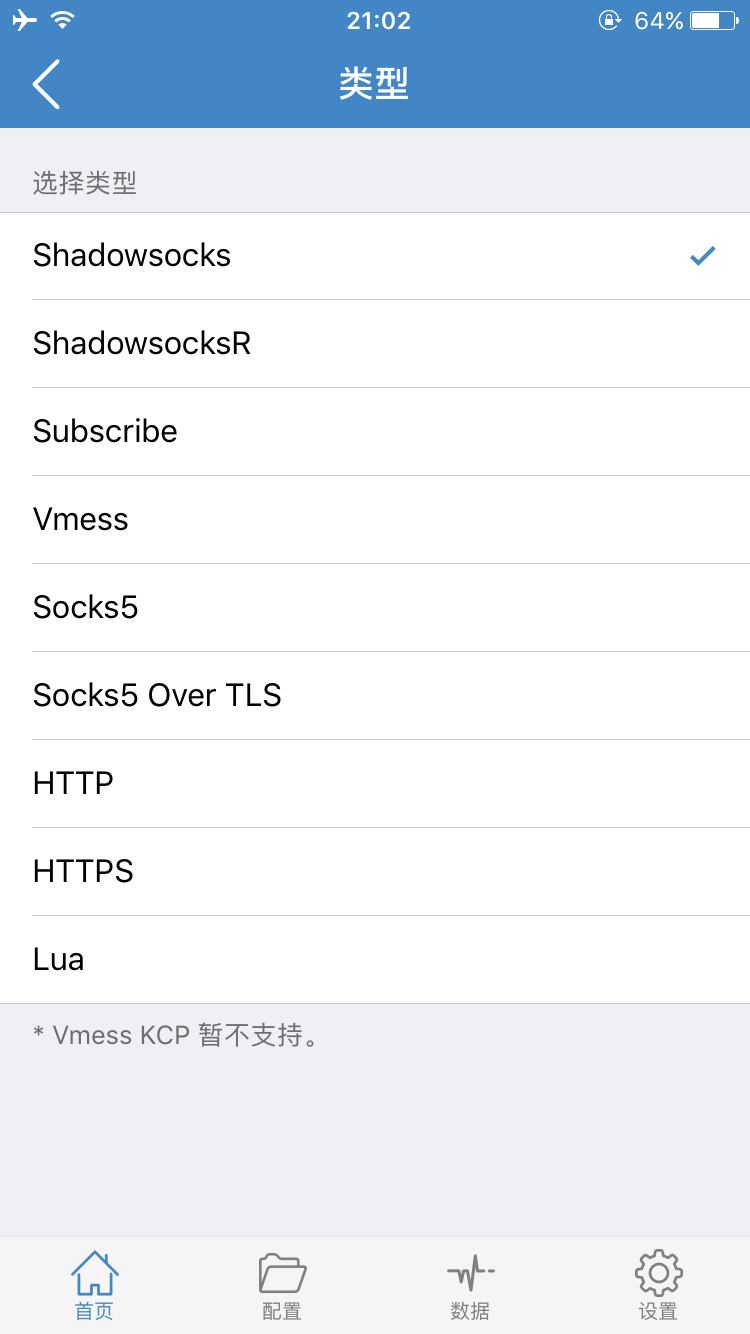 21:02
64%
类型
选择类型
Shadowsocks
ShadowsocksR
Subscribe
Vmess
Socks5
Socks5 Over TLS
HTTP
HTTPS
Lua
* Vmess KCP 暂不支持。
首页
配置
数据
设置